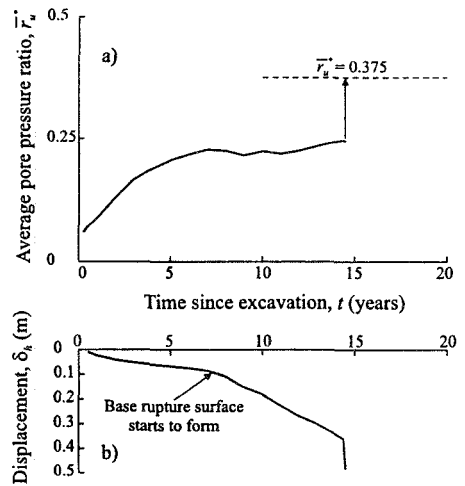 0.5
Average pore pressure ratio, r̄ᵤ*
a)
r̄ᵤ* = 0.375
0.25
0
0 5 10 15 20
Time since excavation, t (years)
0 5 10 15 20
Displacement, δₕ (m)
0
0.1
0.2
0.3
0.4
0.5
Base rupture surface
starts to form
b)